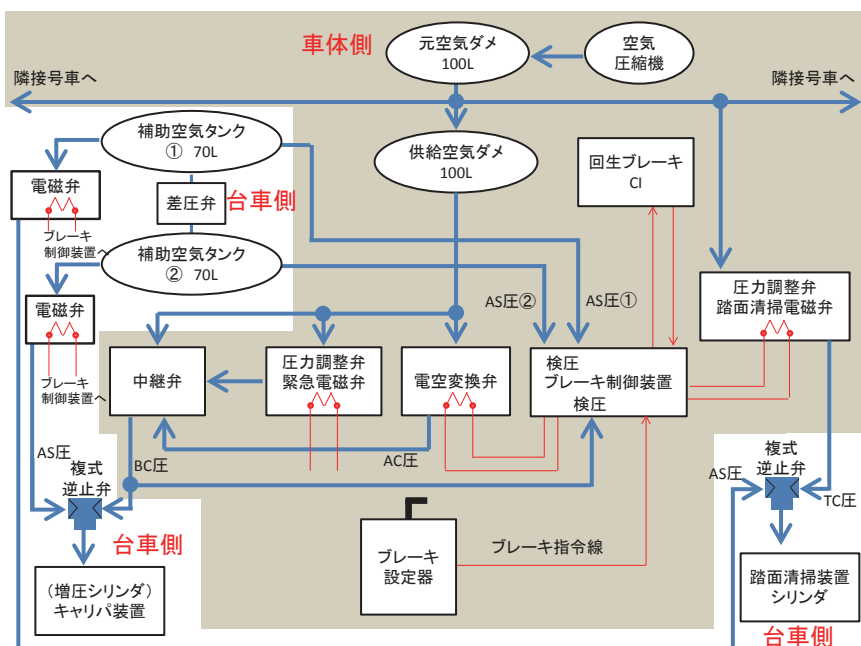 車体側
元空気ダメ
100L
空気
圧縮機
隣接号車へ
隣接号車へ
補助空気タンク
① 70L
供給空気ダメ
100L
回生ブレーキ
CI
電磁弁
差圧弁
台車側
ブレーキ
制御装置へ
補助空気タンク
② 70L
圧力調整弁
踏面清掃電磁弁
電磁弁
AS圧②
AS圧①
ブレーキ
制御装置へ
中継弁
圧力調整弁
緊急電磁弁
電空変換弁
検圧
ブレーキ制御装置
検圧
AS圧
BC圧
AC圧
複式
逆止弁
AS圧
複式
逆止弁
TC圧
台車側
ブレーキ
設定器
ブレーキ指令線
(増圧シリンダ)
キャリパ装置
踏面清掃装置
シリンダ
台車側